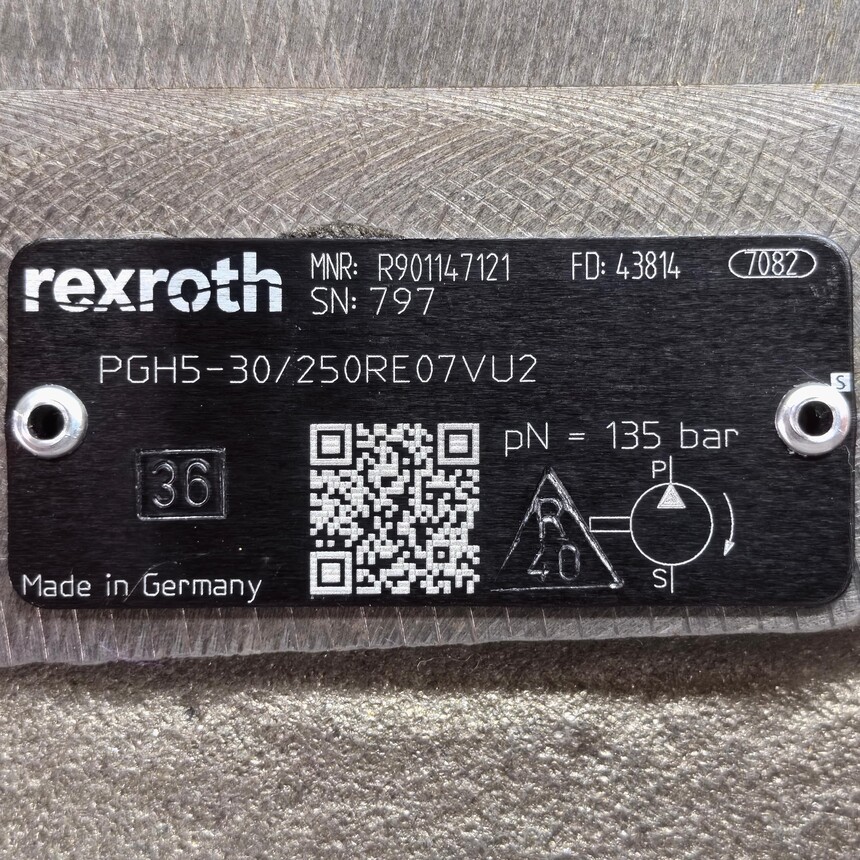 rexroth
MNR: R901147121 FD: 43814 7082
SN: 797
PGH5-30/250RE07VU2
S
pN = 135 bar
36
P
R
40
S
Made in Germany